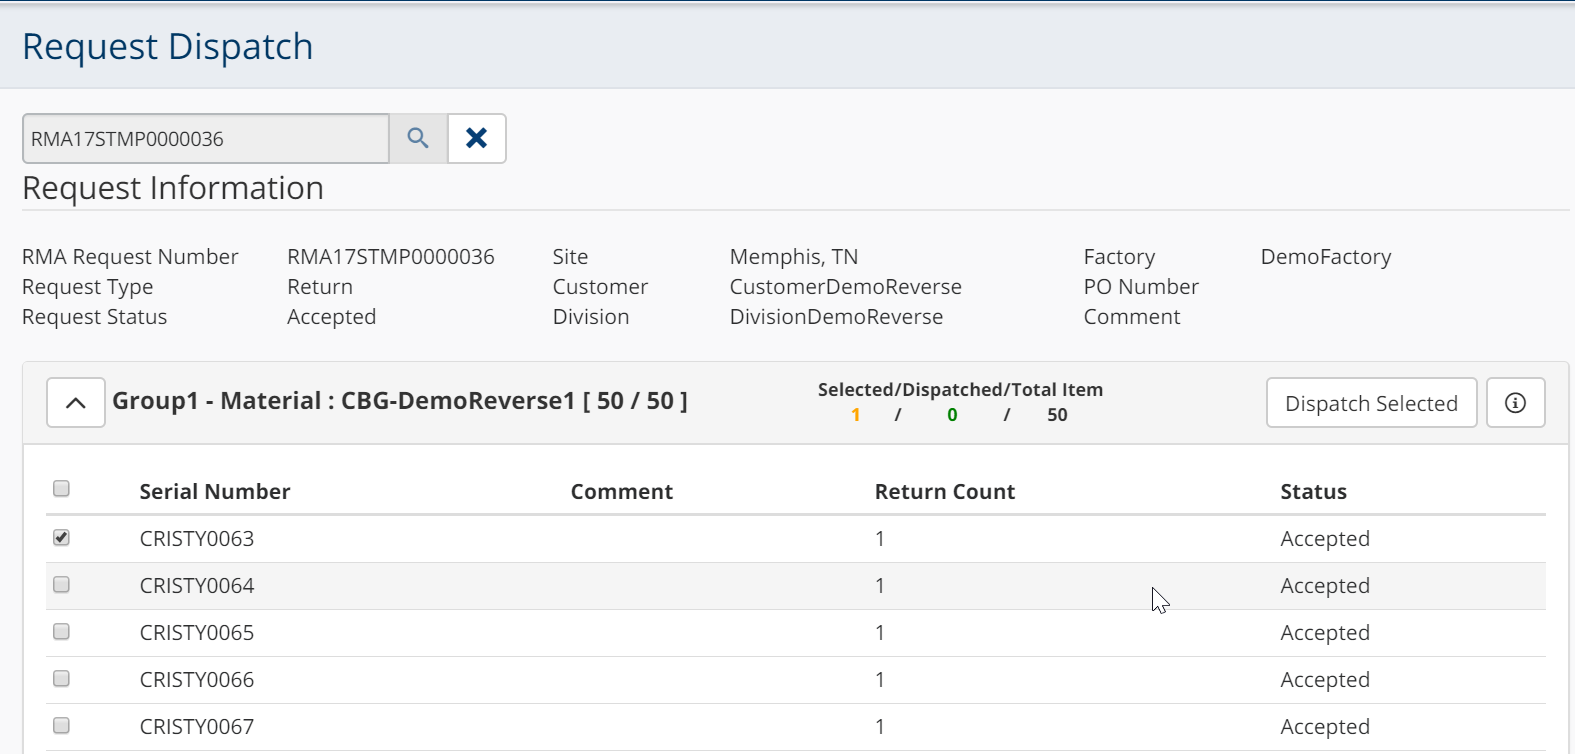 Request Dispatch
RMA17STMP0000036
Request Information
RMA Request Number RMA17STMP0000036 Site Memphis, TN Factory DemoFactory
Request Type Return Customer CustomerDemoReverse PO Number
Request Status Accepted Division DivisionDemoReverse Comment
Group1 - Material : CBG-DemoReverse1 [ 50 / 50 ] Selected/Dispatched/Total Item Dispatch Selected
1 / 0 / 50
Serial Number Comment Return Count Status
CRISTY0063 1 Accepted
CRISTY0064 1 Accepted
CRISTY0065 1 Accepted
CRISTY0066 1 Accepted
CRISTY0067 1 Accepted